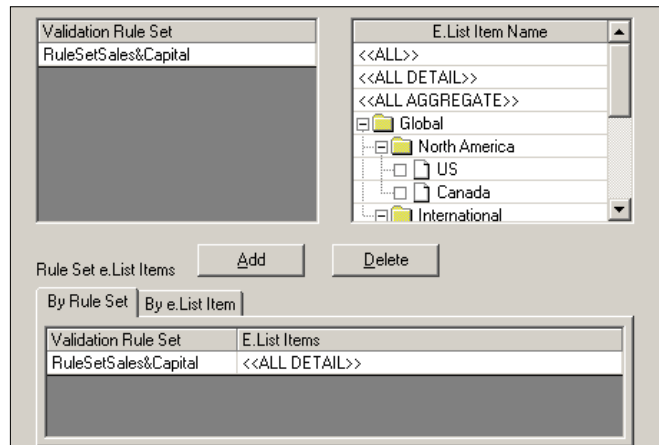 Validation Rule Set
RuleSetSales&Capital
E.List Item Name
<<ALL>>
<<ALL DETAIL>>
<<ALL AGGREGATE>>
Global
North America
US
Canada
International
Rule Set e.List Items
Add
Delete
By Rule Set
By e.List Item
Validation Rule Set E.List Items
RuleSetSales&Capital <<ALL DETAIL>>